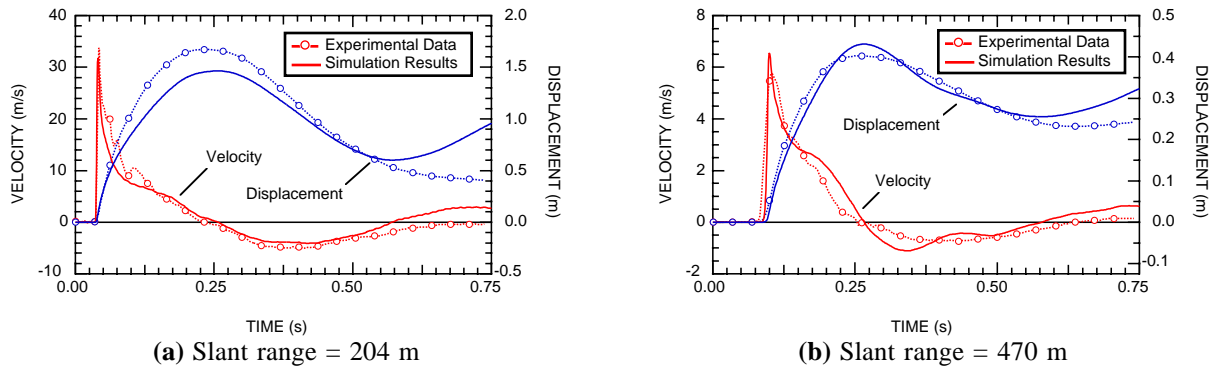 40
30
20
10
0
-10
VELOCITY (m/s)
2.0
1.5
1.0
0.5
0.0
-0.5
DISPLACEMENT (m)
Experimental Data
Simulation Results
Velocity
Displacement
0.00 0.25 0.50 0.75
TIME (s)
(a) Slant range = 204 m
8
6
4
2
0
-2
VELOCITY (m/s)
0.5
0.4
0.3
0.2
0.1
0.0
-0.1
DISPLACEMENT (m)
Experimental Data
Simulation Results
Displacement
Velocity
0.00 0.25 0.50 0.75
TIME (s)
(b) Slant range = 470 m